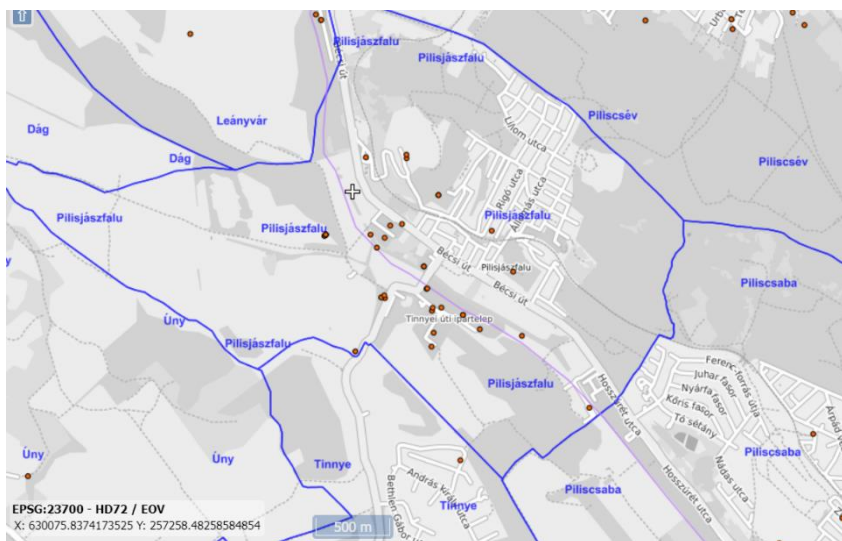 Pilisjászfalu
Bécsi út
Pilisjászfalu
Leányvár
Dág
Dág
Piliscsév
Piliscsév
Liliom utca
Rigó utca
Pilisjászfalu
Pilisjászfalu
Pilisjászfalu
Bécsi út
Pilisjászfalu
Bécsi út
Piliscsaba
Úny
Pilisjászfalu
Tinnyei úti ipartelep
Pilisjászfalu
Hosszúrét utca
Ferenc-forrás útja
Juhar fasor
Nyárfa fasor
Kőris fasor
Tó sétány
Úny
Úny
Tinnye
András király utca
Bethlen Gábor
Tinnye
Piliscsaba
Hosszúrét utca
Nádas utca
Piliscsaba
EPSG:23700 - HD72 / EOV
X: 630075.8374173525 Y: 257258.48258584854
500 m